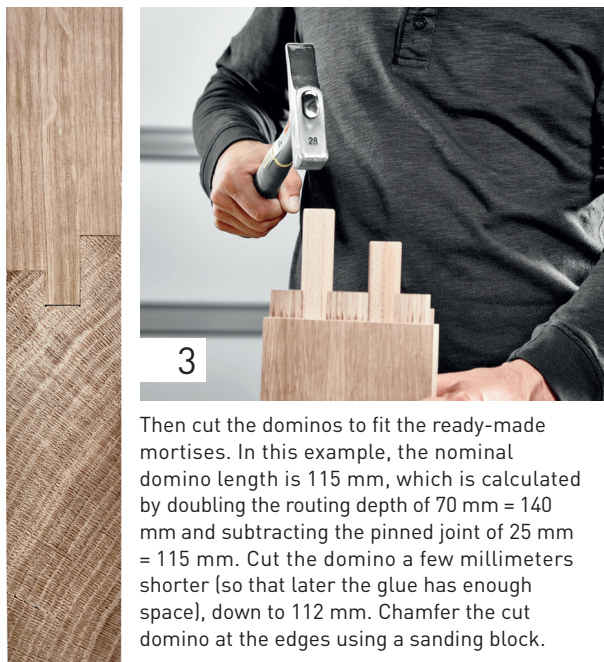 28
3
Then cut the dominos to fit the ready-made
mortises. In this example, the nominal
domino length is 115 mm, which is calculated
by doubling the routing depth of 70 mm = 140
mm and subtracting the pinned joint of 25 mm
= 115 mm. Cut the domino a few millimeters
shorter (so that later the glue has enough
space), down to 112 mm. Chamfer the cut
domino at the edges using a sanding block.